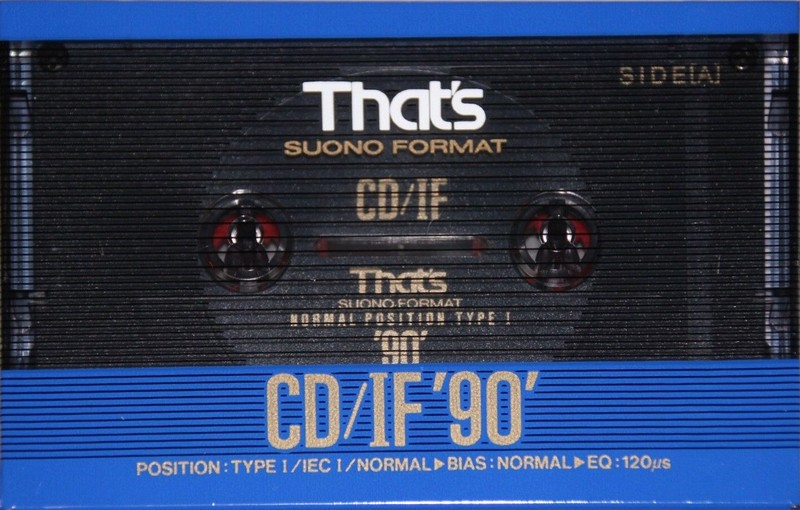 SIDE[A]
That's
SUONO FORMAT
CD/IF
That's
SUONO FORMAT
NORMAL POSITION TYPE I
'90'
CD/IF '90'
POSITION : TYPE I/IEC I/NORMAL▶BIAS : NORMAL▶EQ : 120µs